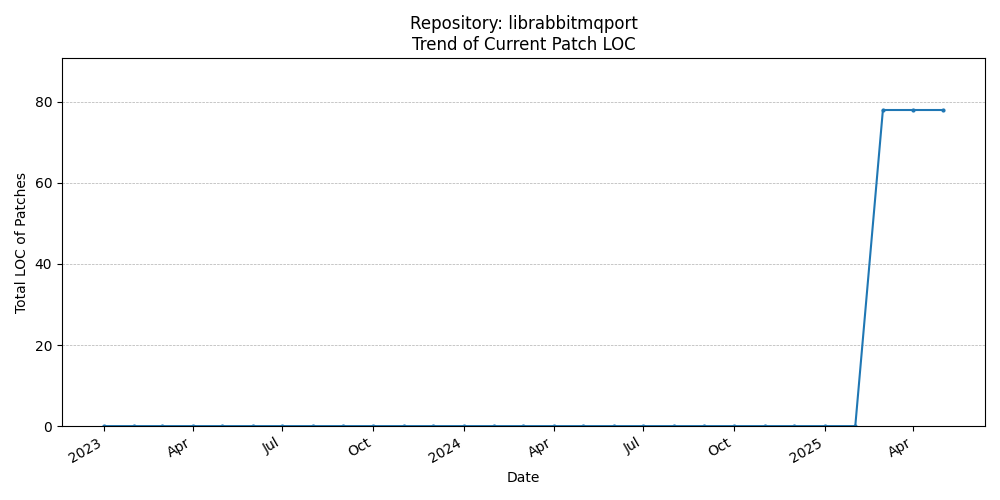 Repository: librabbitmqport
Trend of Current Patch LOC
Total LOC of Patches
80
60
40
20
0
2023
Apr
Jul
Oct
2024
Apr
Jul
Oct
2025
Apr
Date